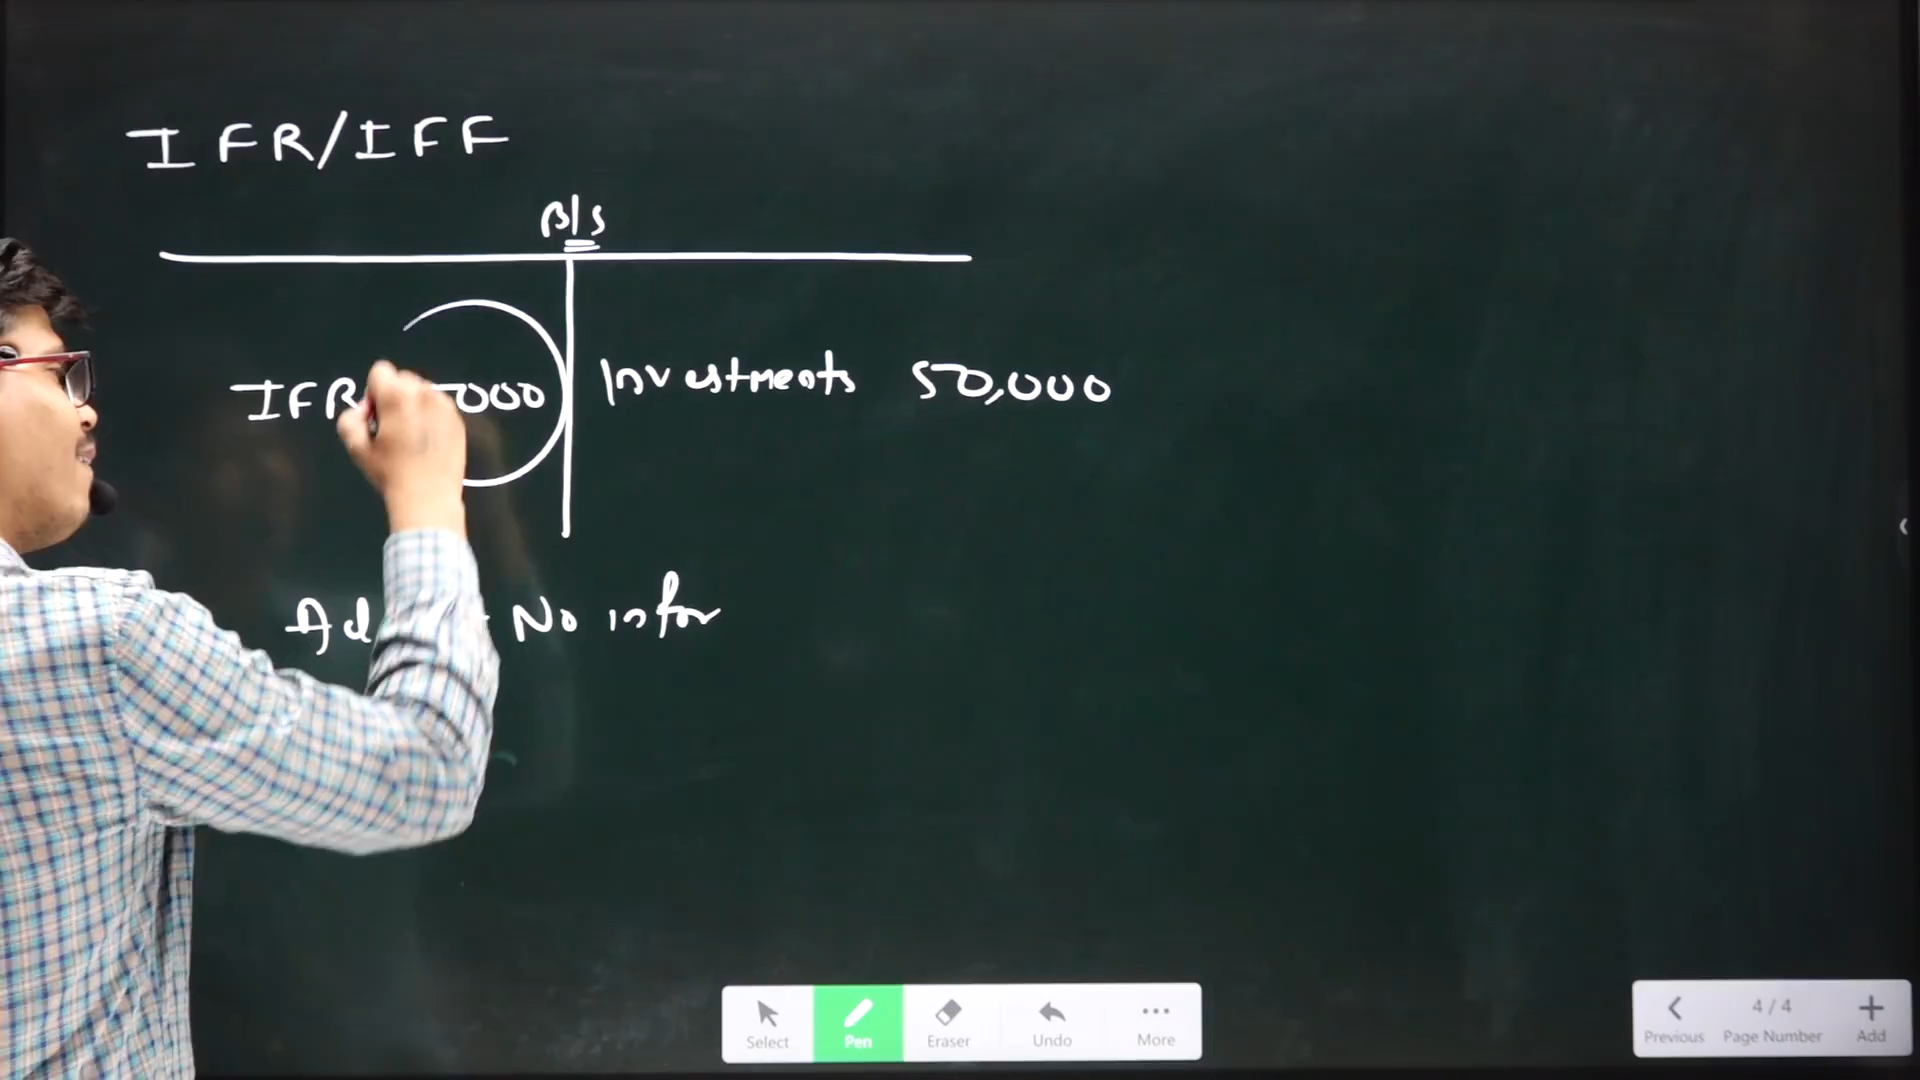 IFR/IFF
B/S
IFR 000 Investments 50,000
No infor
Select Pen Eraser Undo More
4 / 4
Previous Page Number Add